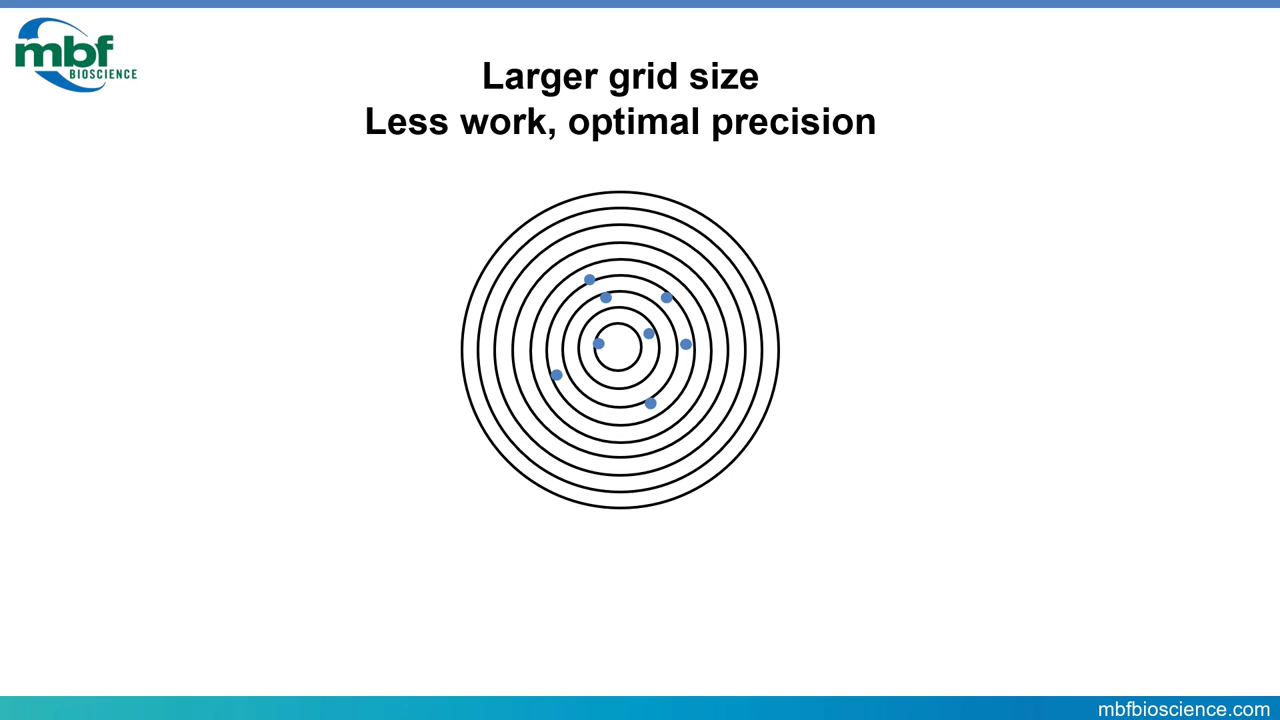 mbf
BIOSCIENCE
Larger grid size
Less work, optimal precision
mbfbioscience.com